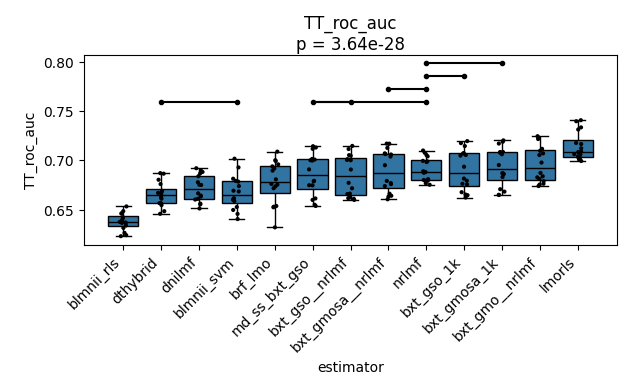 TT_roc_auc
p = 3.64e-28
TT_roc_auc
0.80
0.75
0.70
0.65
blmnii_rls
dthybrid
dnilmf
blmnii_svm
brf_lmo
md_ss_bxt_gso
bxt_gso__nrlmf
bxt_gmosa__nrlmf
nrlmf
bxt_gso_1k
bxt_gmosa_1k
bxt_gmo__nrlmf
lmorls
estimator